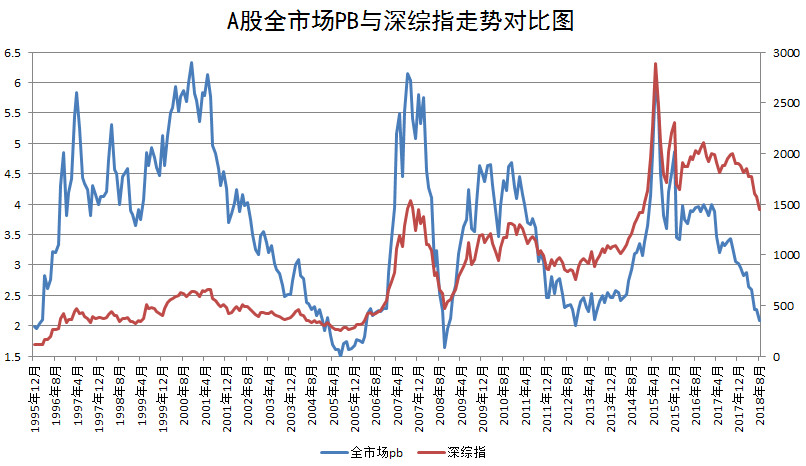 A股全市场PB与深综指走势对比图
6.5
6
5.5
5
4.5
4
3.5
3
2.5
2
1.5
3000
2500
2000
1500
1000
500
0
1995年12月
1996年8月
1997年4月
1997年12月
1998年8月
1999年4月
1999年12月
2000年8月
2001年4月
2001年12月
2002年8月
2003年4月
2003年12月
2004年8月
2005年4月
2005年12月
2006年8月
2007年4月
2007年12月
2008年8月
2009年4月
2009年12月
2010年8月
2011年4月
2011年12月
2012年8月
2013年4月
2013年12月
2014年8月
2015年4月
2015年12月
2016年8月
2017年4月
2017年12月
2018年8月
全市场pb
深综指